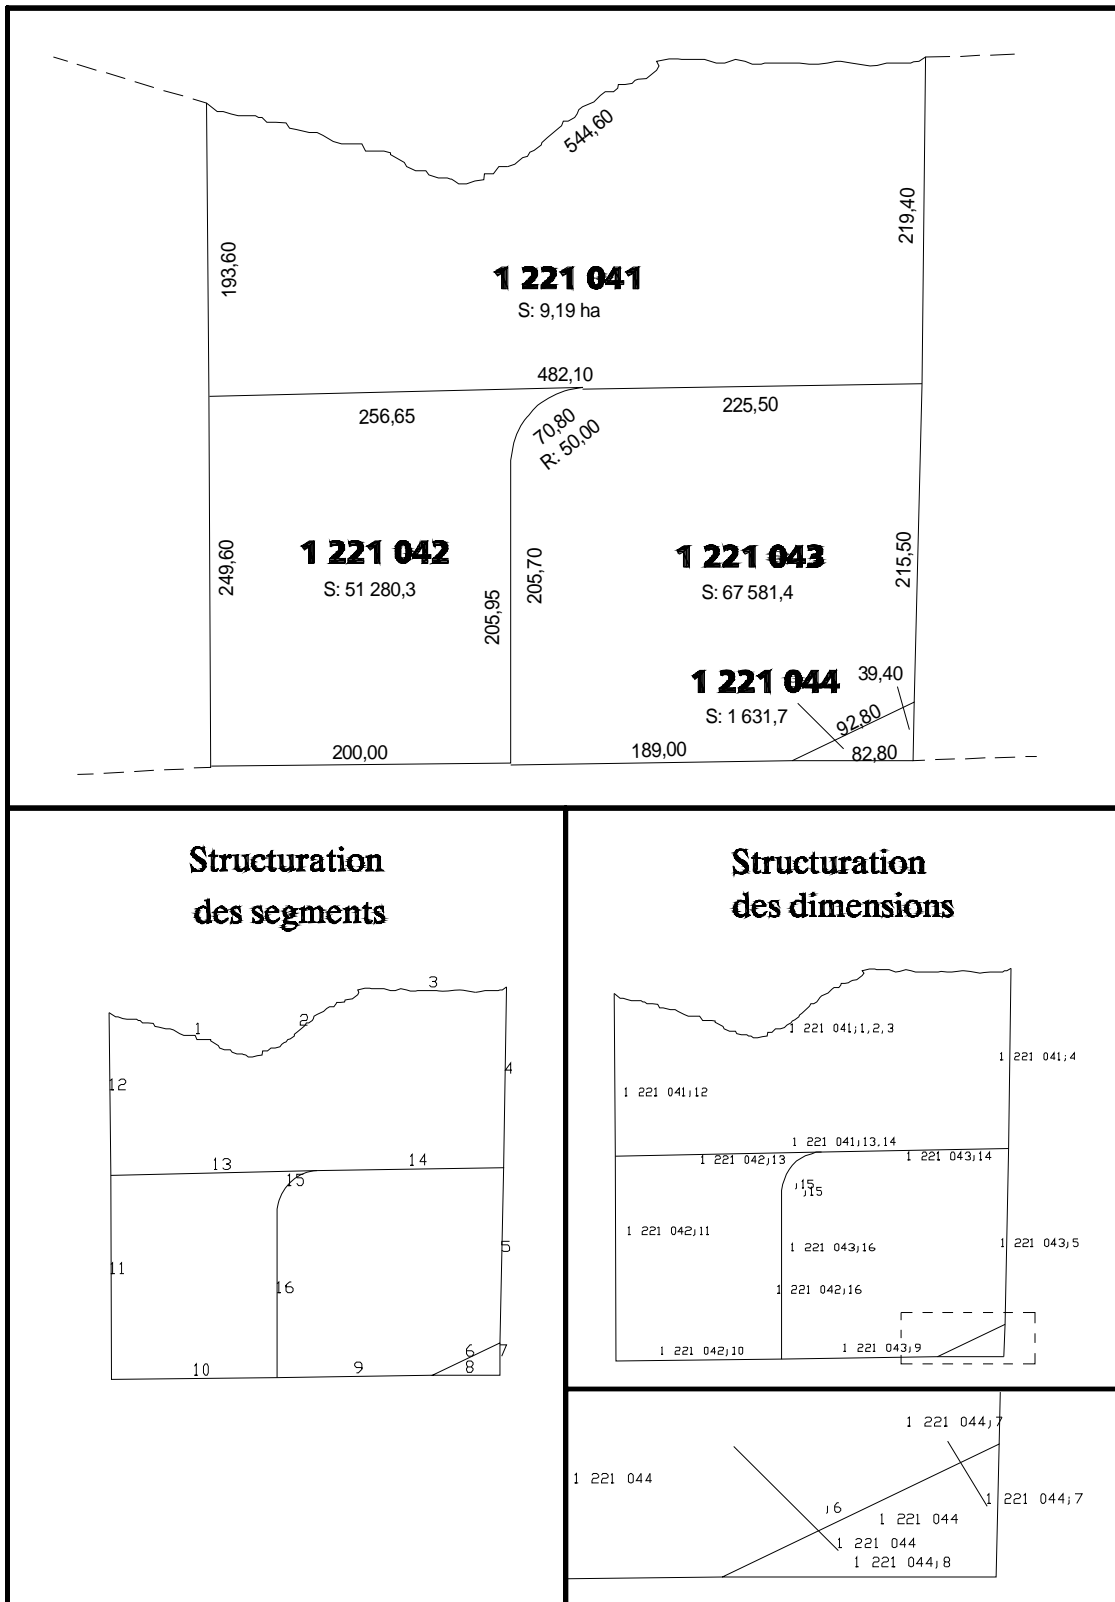 544,60
219,40
193,60
1 221 041
S: 9,19 ha
482,10
256,65
225,50
70,80
R: 50,00
1 221 042
S: 51 280,3
249,60
205,95
205,70
1 221 043
S: 67 581,4
215,50
1 221 044
S: 1 631,7
39,40
92,80
200,00
189,00
82,80
Structuration
des segments
3
2
1
4
12
13
14
15
5
11
16
6
7
10
9
8
Structuration
des dimensions
1 221 041;1,2,3
1 221 041;4
1 221 041;12
1 221 041;13,14
1 221 042;13
1 221 043;14
;15
;15
1 221 042;11
1 221 043;16
1 221 043;5
1 221 042;16
1 221 042;10
1 221 043;9
1 221 044;7
1 221 044
1 221 044;7
;6
1 221 044
1 221 044
1 221 044;8